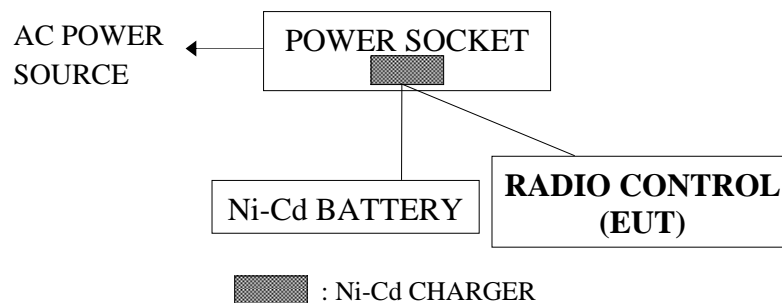 AC POWER
SOURCE
POWER SOCKET
Ni-Cd BATTERY
RADIO CONTROL
(EUT)
: Ni-Cd CHARGER